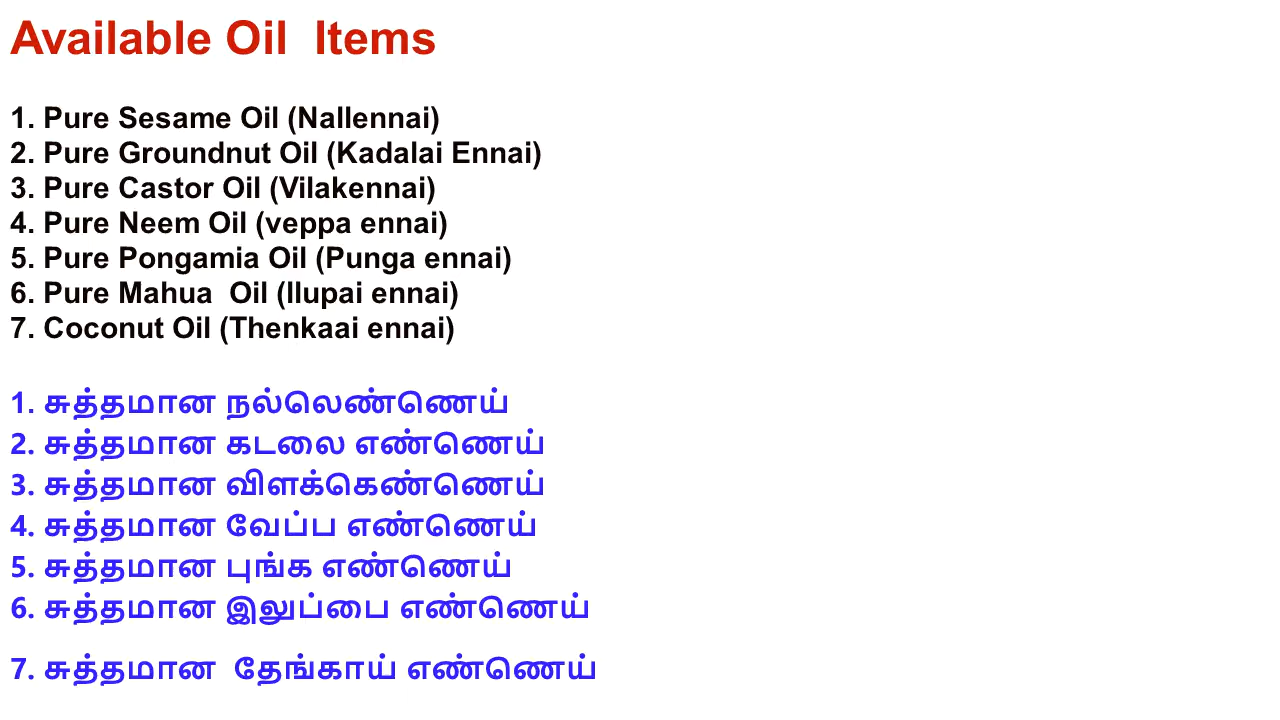 Available Oil  Items
1. Pure Sesame Oil (Nallennai)
2. Pure Groundnut Oil (Kadalai Ennai)
3. Pure Castor Oil (Vilakennai)
4. Pure Neem Oil (veppa ennai)
5. Pure Pongamia Oil (Punga ennai)
6. Pure Mahua  Oil (Ilupai ennai)
7. Coconut Oil (Thenkaai ennai)
1. சுத்தமான நல்லெண்ணெய்
2. சுத்தமான கடலை எண்ணெய்
3. சுத்தமான விளக்கெண்ணெய்
4. சுத்தமான வேப்ப எண்ணெய்
5. சுத்தமான புங்க எண்ணெய்
6. சுத்தமான இலுப்பை எண்ணெய்
7. சுத்தமான  தேங்காய் எண்ணெய்